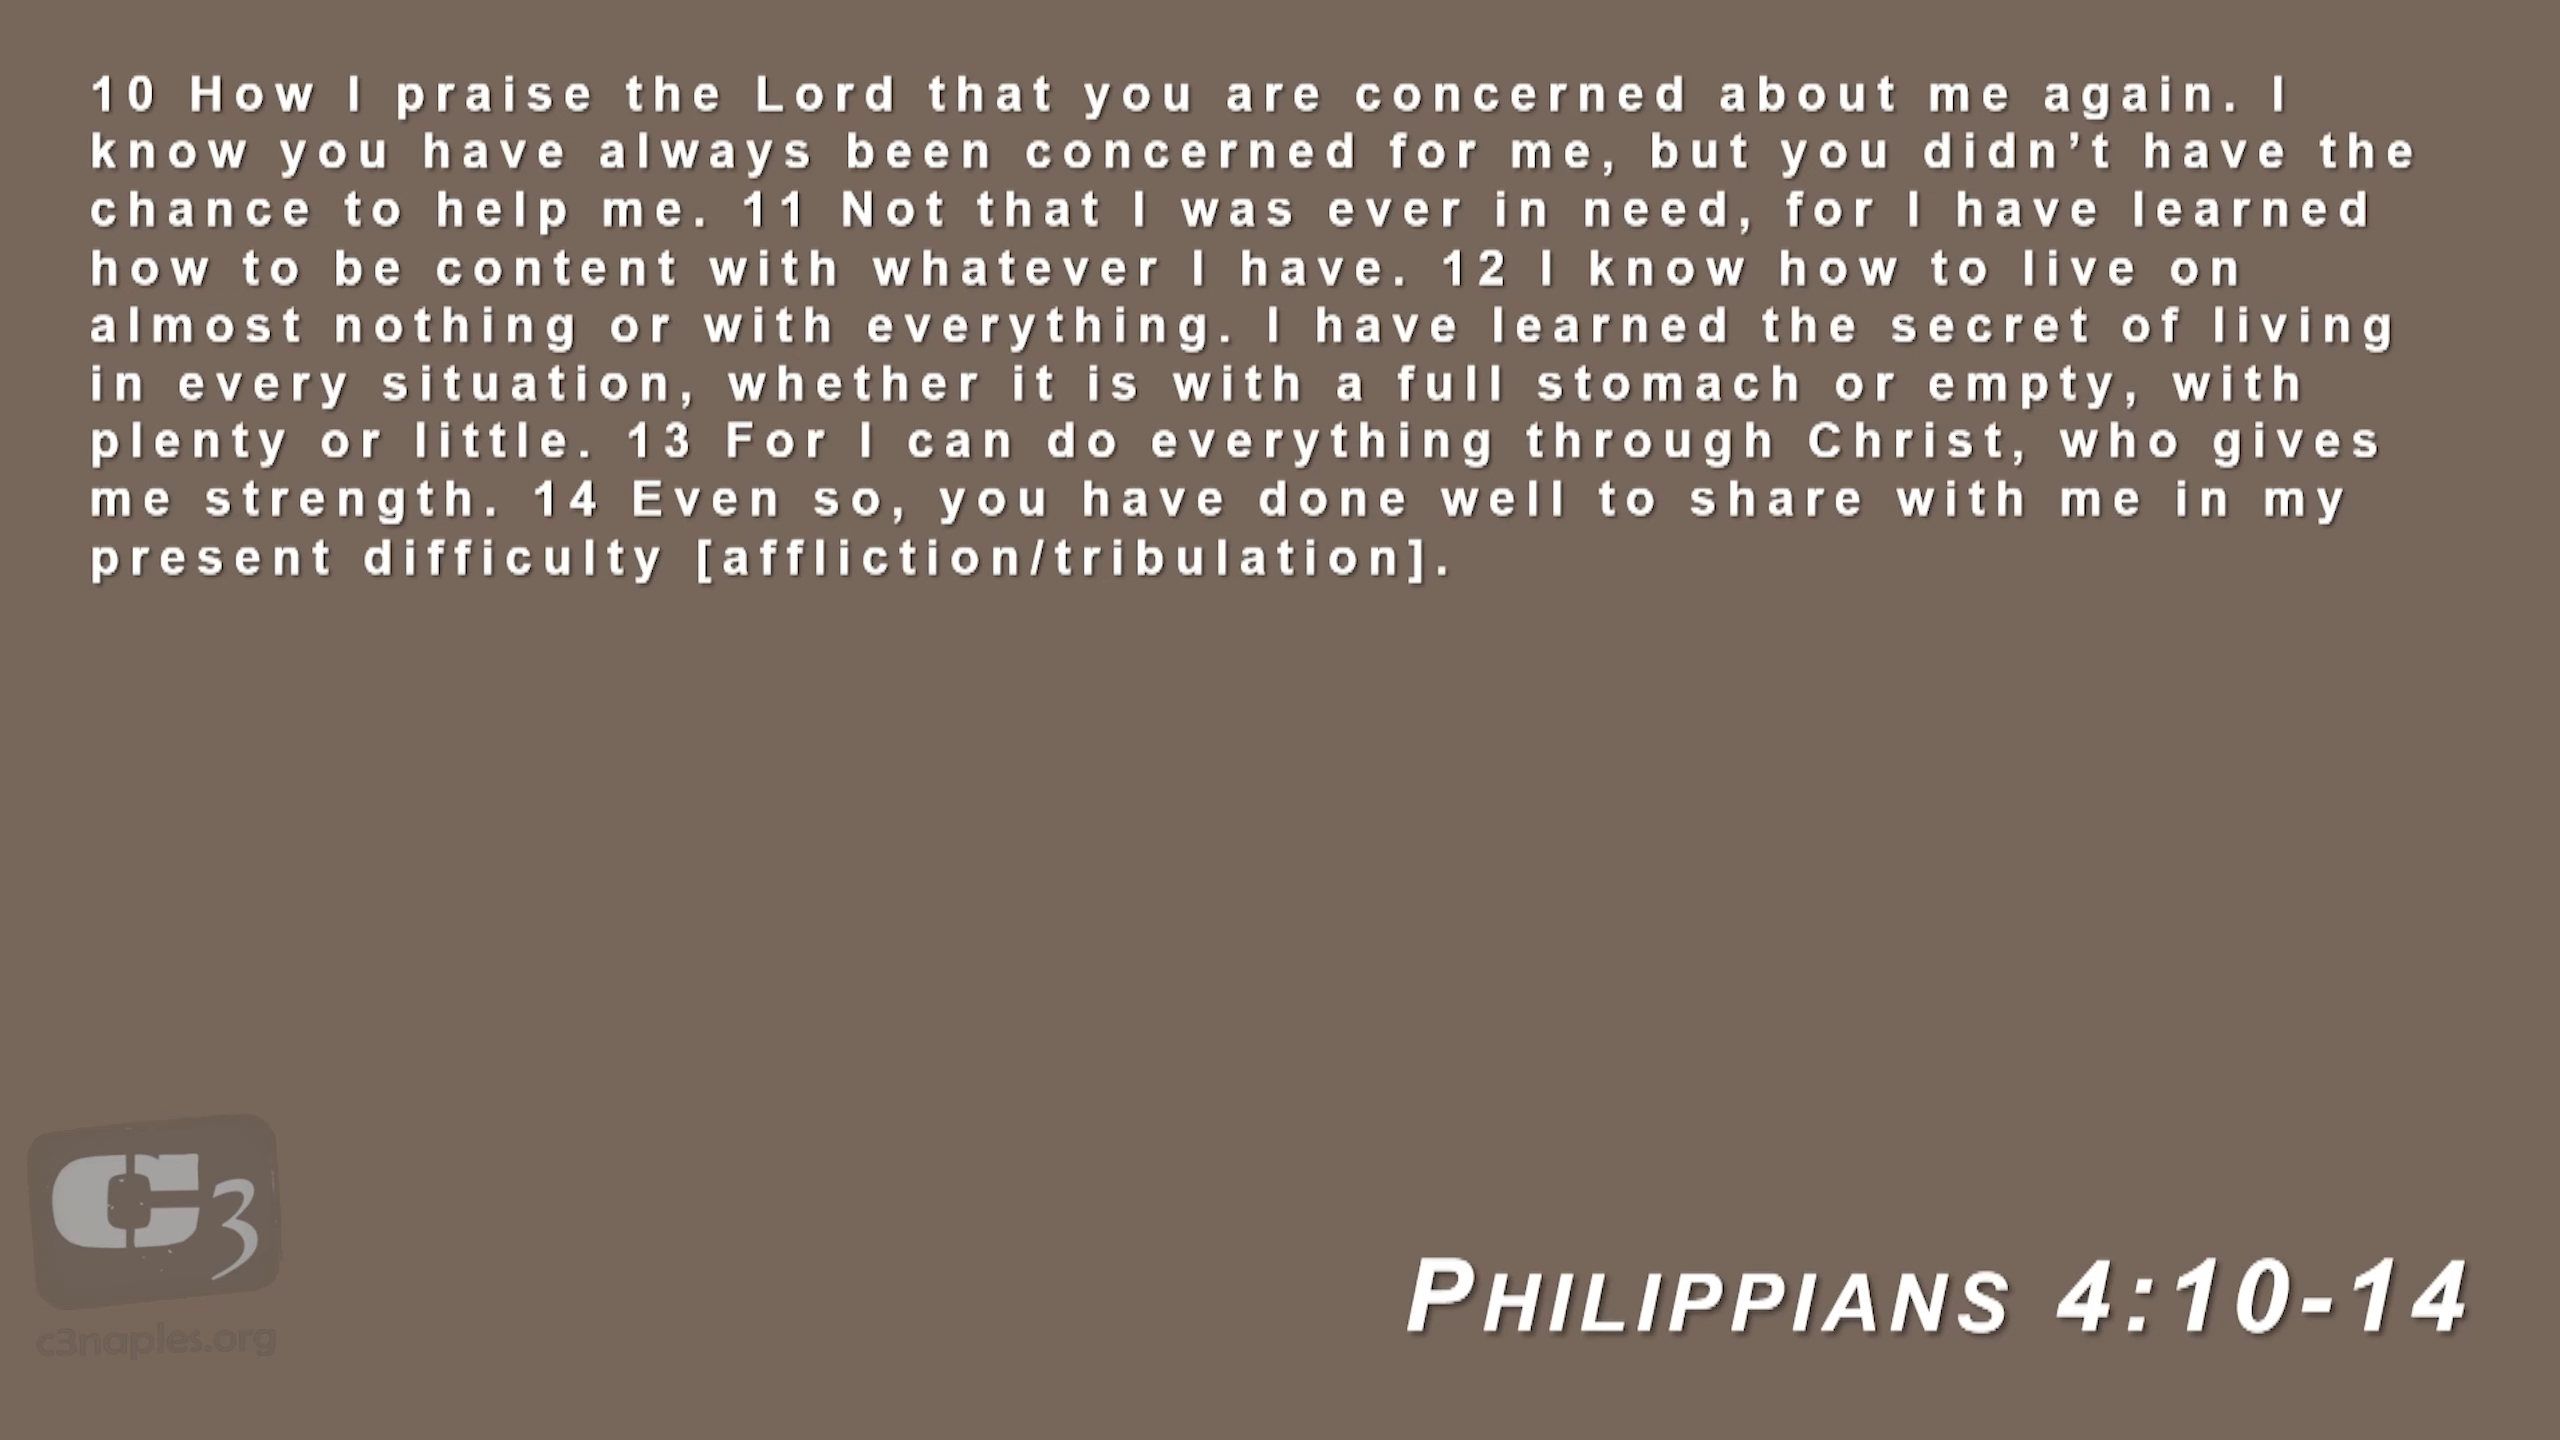 10 How I praise the Lord that you are concerned about me again. I
know you have always been concerned for me, but you didn’t have the
chance to help me. 11 Not that I was ever in need, for I have learned
how to be content with whatever I have. 12 I know how to live on
almost nothing or with everything. I have learned the secret of living
in every situation, whether it is with a full stomach or empty, with
plenty or little. 13 For I can do everything through Christ, who gives
me strength. 14 Even so, you have done well to share with me in my
present difficulty [affliction/tribulation].
C3
c3naples.org
PHILIPPIANS 4:10-14